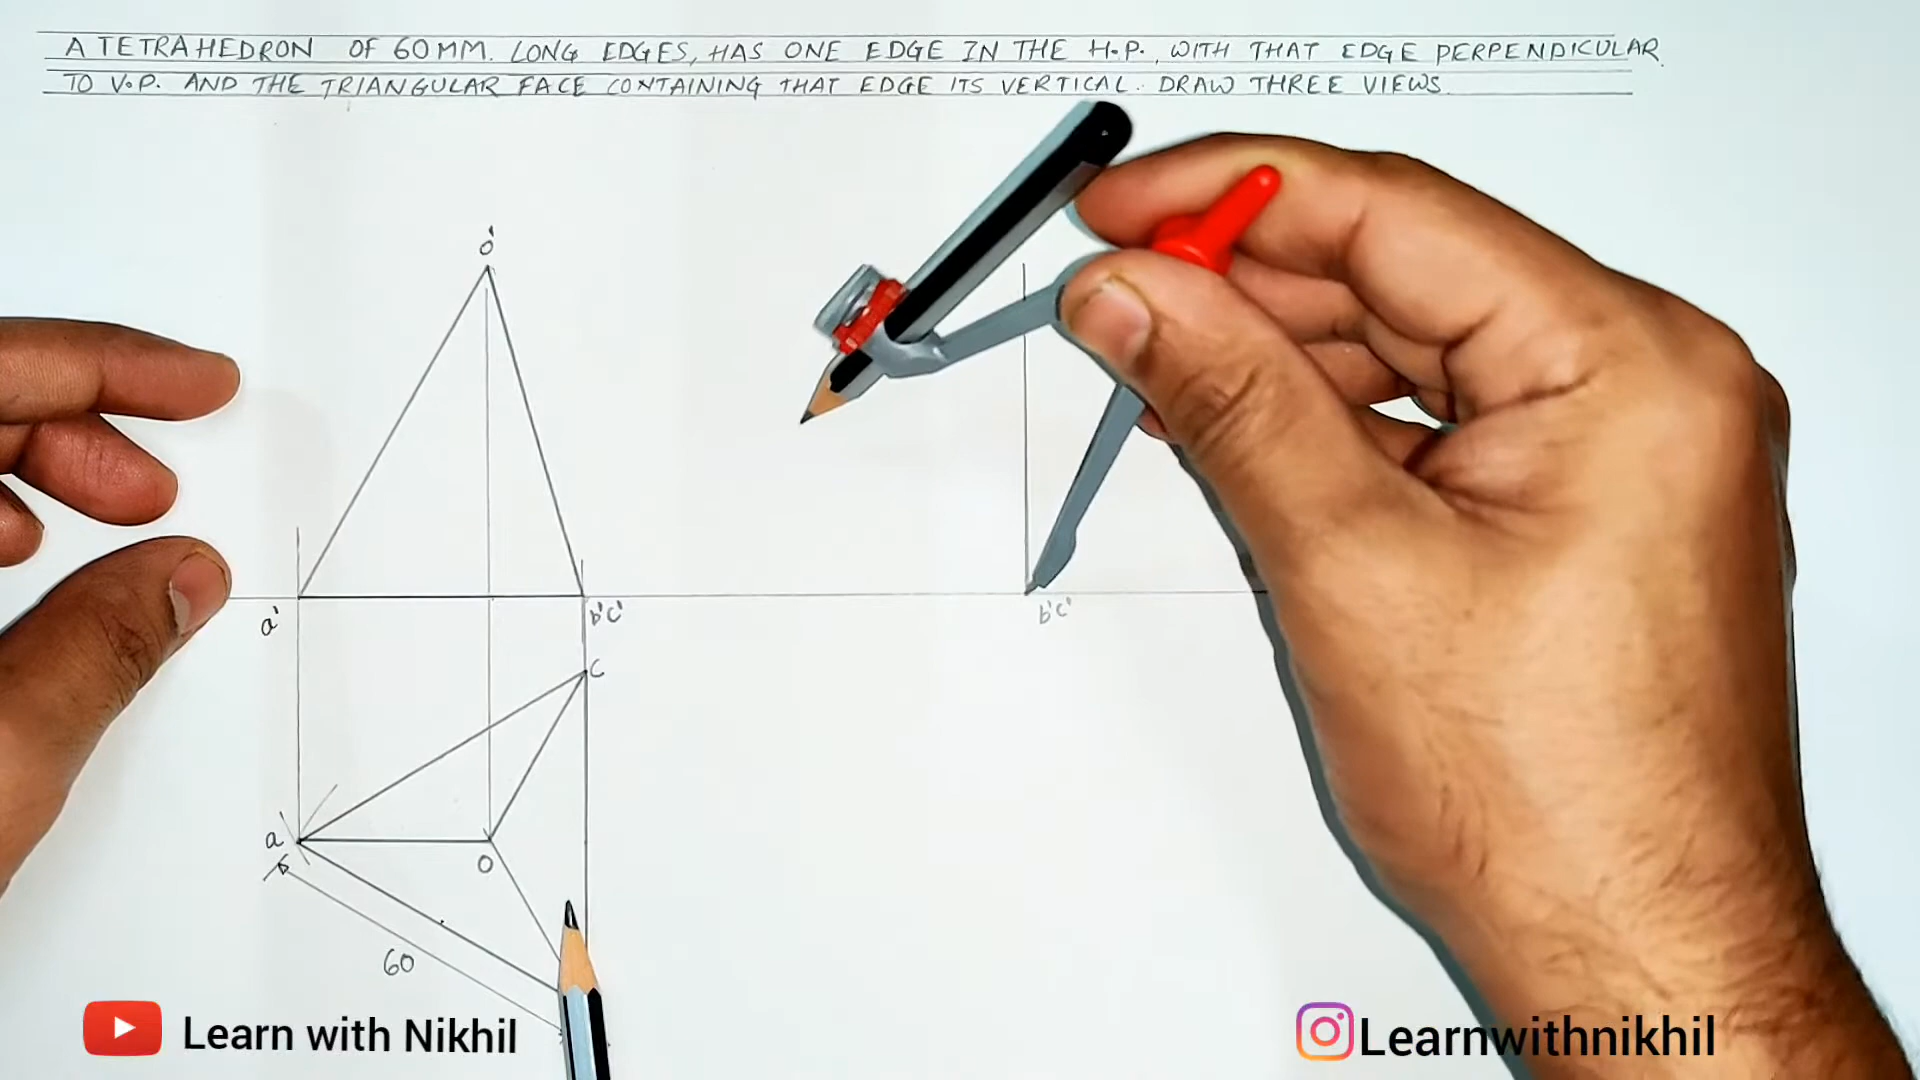 A TETRAHEDRON OF 60MM. LONG EDGES, HAS ONE EDGE IN THE H.P., WITH THAT EDGE PERPENDICULAR
TO V.P. AND THE TRIANGULAR FACE CONTAINING THAT EDGE ITS VERTICAL. DRAW THREE VIEWS.
o'
a'
b'c'
b'c'
c
a
o
60
Learn with Nikhil
Learnwithnikhil